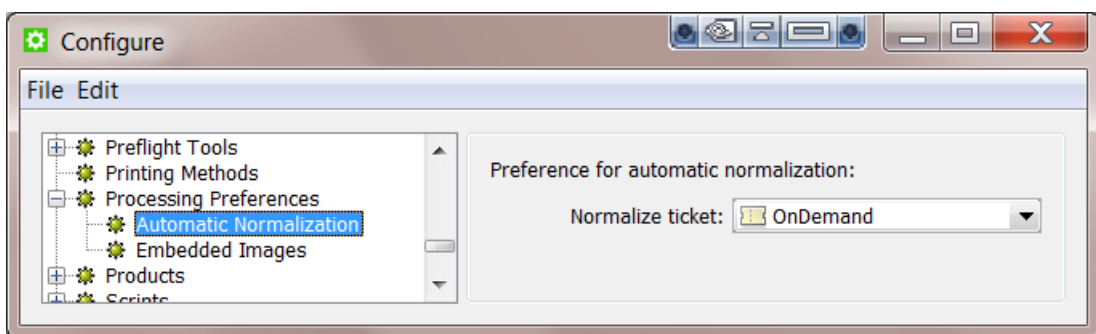 Configure
File Edit
Preflight Tools
Printing Methods
Processing Preferences
Automatic Normalization
Embedded Images
Products
Scripts
Preference for automatic normalization:
Normalize ticket: OnDemand